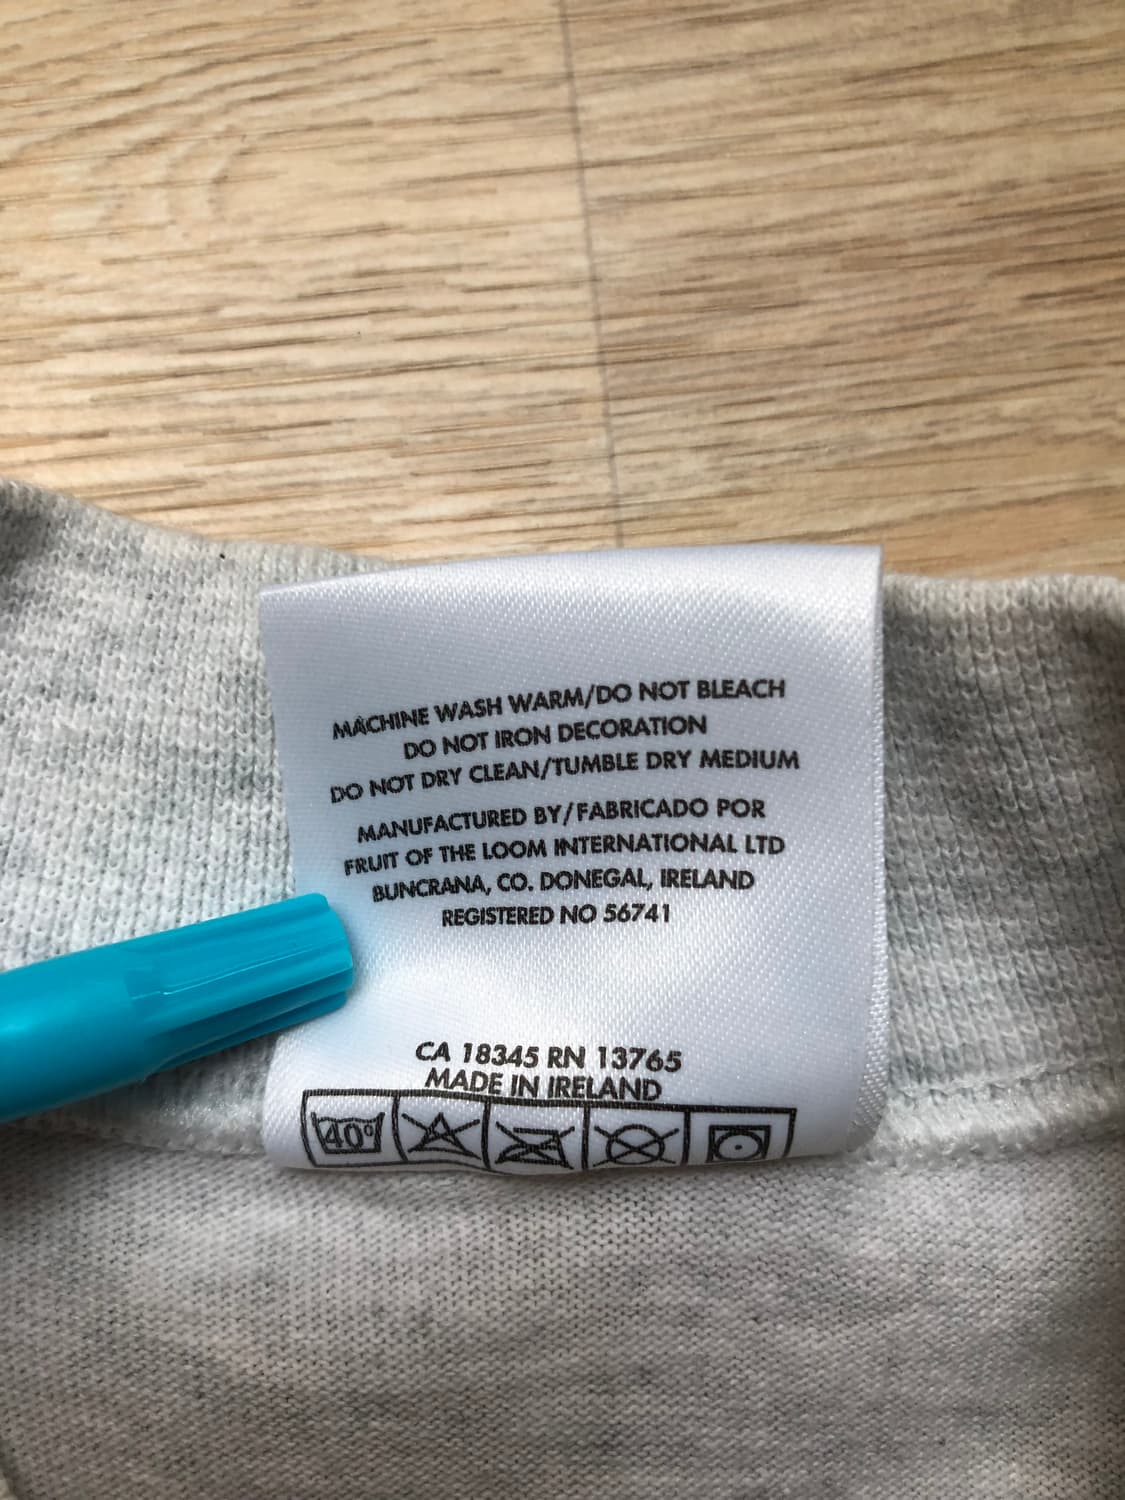 MACHINE WASH WARM/DO NOT BLEACH
DO NOT IRON DECORATION
DO NOT DRY CLEAN/TUMBLE DRY MEDIUM
MANUFACTURED BY/FABRICADO POR
FRUIT OF THE LOOM INTERNATIONAL LTD
BUNCRANA, CO. DONEGAL, IRELAND
REGISTERED NO 56741
CA 18345 RN 13765
MADE IN IRELAND
40°